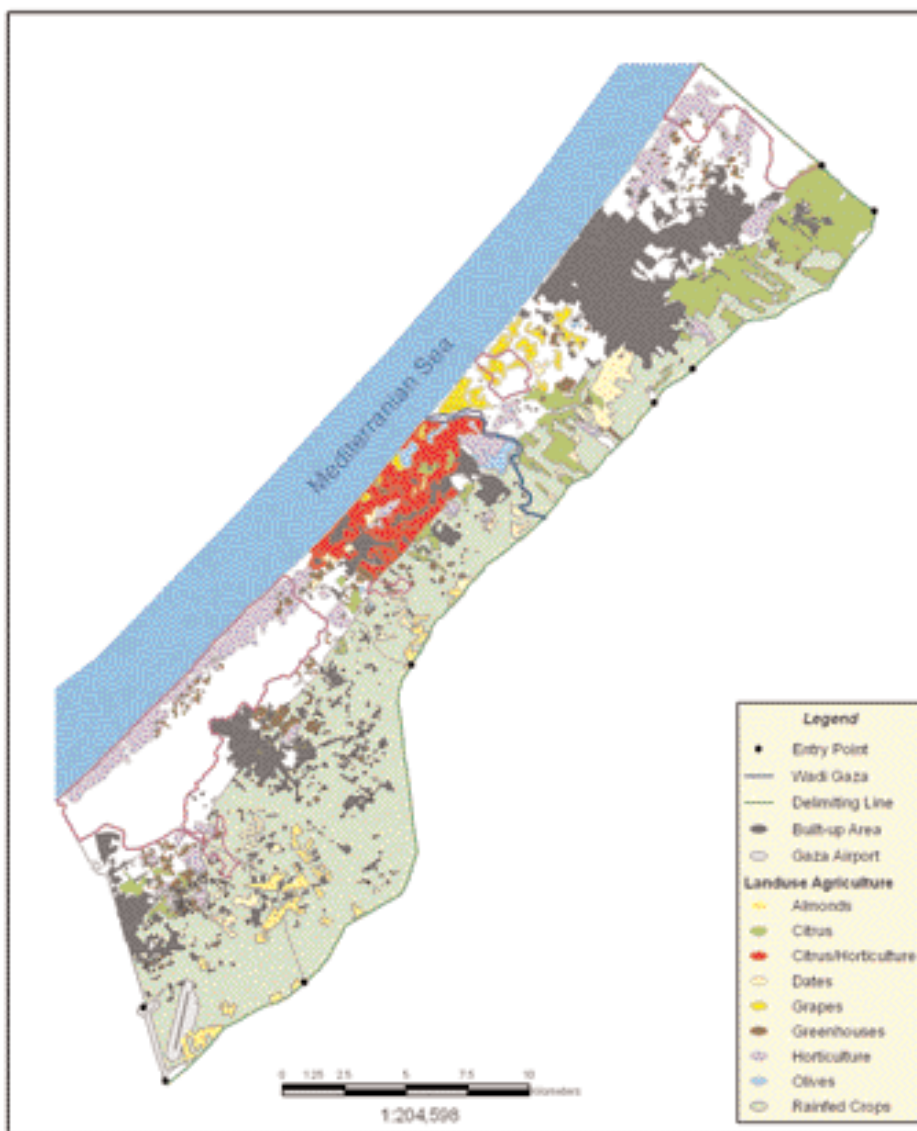 Mediterranian Sea
Legend
Entry Point
Wadi Gaza
Delimiting Line
Built-up Area
Gaza Airport
Landuse Agriculture
Almonds
Citrus
Citrus/Horticulture
Dates
Grapes
Greenhouses
Horticulture
Olives
Rainfed Crops
0 1.25 2.5 5 7.5 10
Kilometers
1:204,598